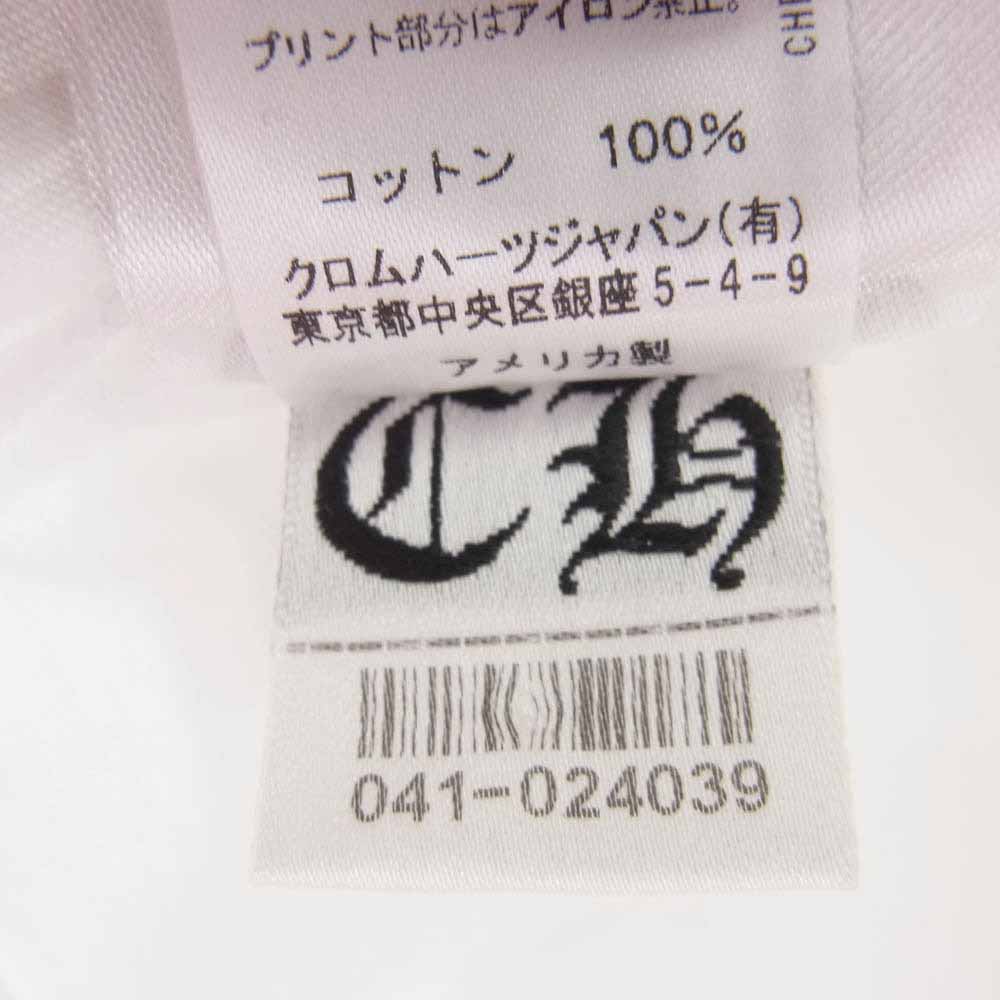 プリント部分はアイロン禁止。
CH
コットン 100%
クロムハーツジャパン(有)
東京都中央区銀座5-4-9
アメリカ製
CH
041-024039